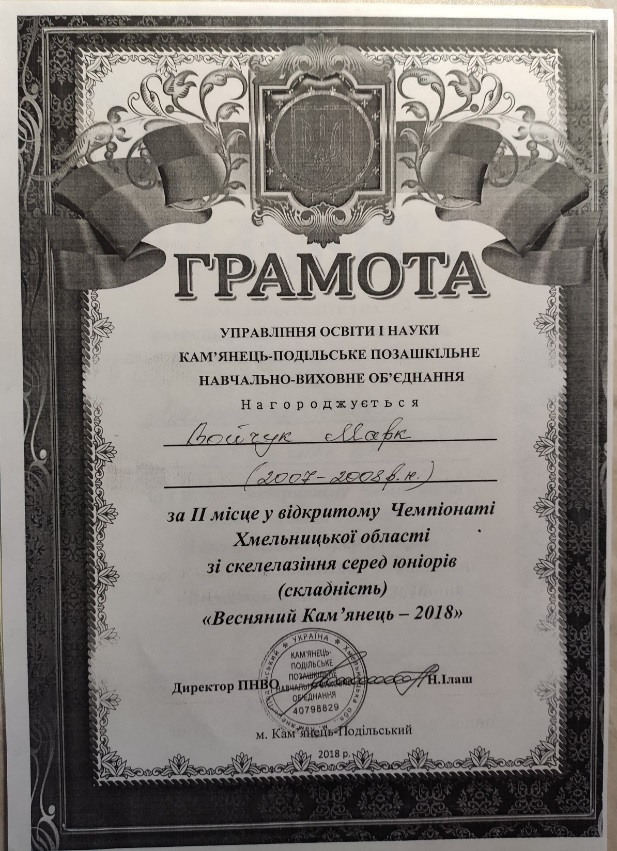 ГРАМОТА
УПРАВЛІННЯ ОСВІТИ І НАУКИ
КАМ’ЯНЕЦЬ-ПОДІЛЬСЬКЕ ПОЗАШКІЛЬНЕ
НАВЧАЛЬНО-ВИХОВНЕ ОБ’ЄДНАННЯ
Нагороджується
Войчук Марк
(2007-2008 р.н.)
за ІІ місце у відкритому Чемпіонаті
Хмельницької області
зі скелелазіння серед юніорів
(складність)
«Весняний Кам’янець – 2018»
УКРАЇНА
КАМ'ЯНЕЦЬ-
ПОДІЛЬСЬКЕ
ПОЗАШКІЛЬНЕ
НАВЧАЛЬНО-ВИХОВНЕ
ОБ'ЄДНАННЯ
40798829
Директор ПНВО Н.Ілаш
м. Кам’янець-Подільський
2018 р.